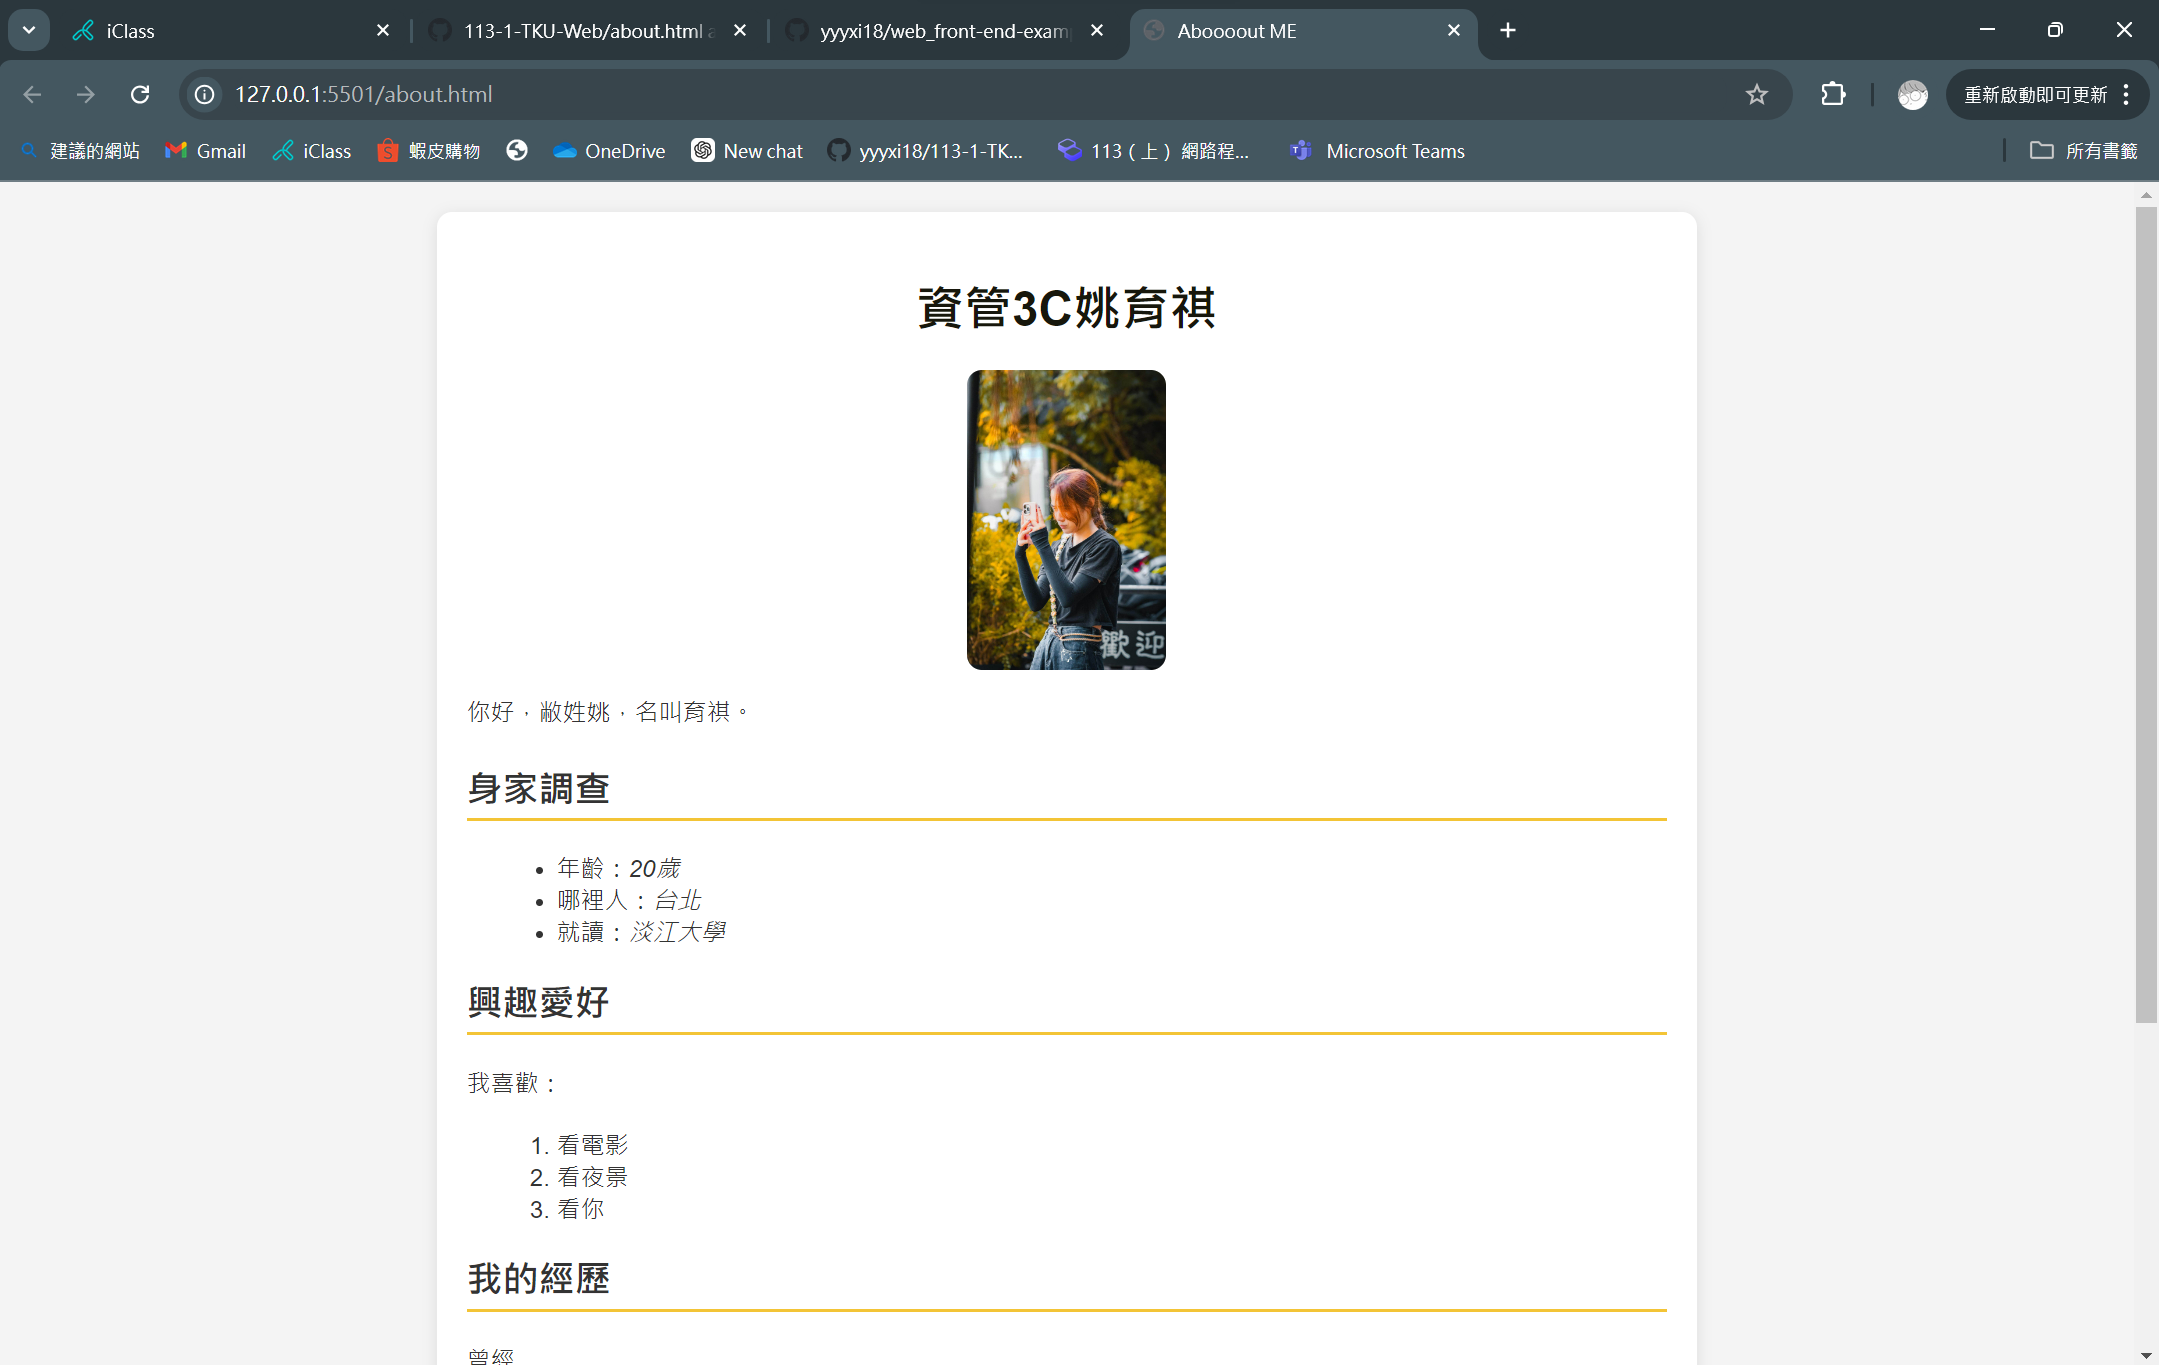 iClass
113-1-TKU-Web/about.html a
yyyxi18/web_front-end-exam
Aboooout ME
127.0.0.1:5501/about.html
重新啟動即可更新
建議的網站
Gmail
iClass
蝦皮購物
OneDrive
New chat
yyyxi18/113-1-TK...
113（上）網路程...
Microsoft Teams
所有書籤
資管3C姚育祺
歡迎
你好，敝姓姚，名叫育祺。
身家調查
• 年齡：20歲
• 哪裡人：台北
• 就讀：淡江大學
興趣愛好
我喜歡：
1. 看電影
2. 看夜景
3. 看你
我的經歷
曾經